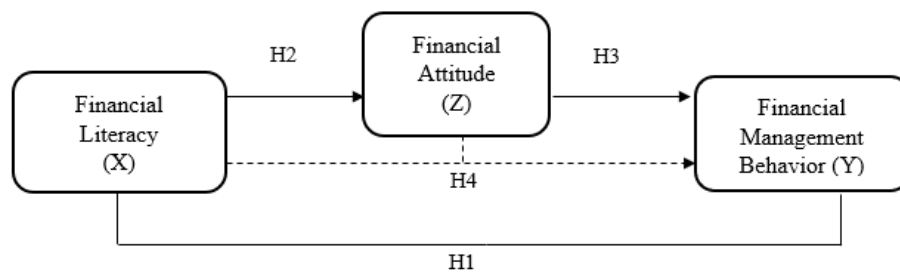 Financial
Literacy
(X)
H2
Financial
Attitude
(Z)
H3
Financial
Management
Behavior (Y)
H4
H1